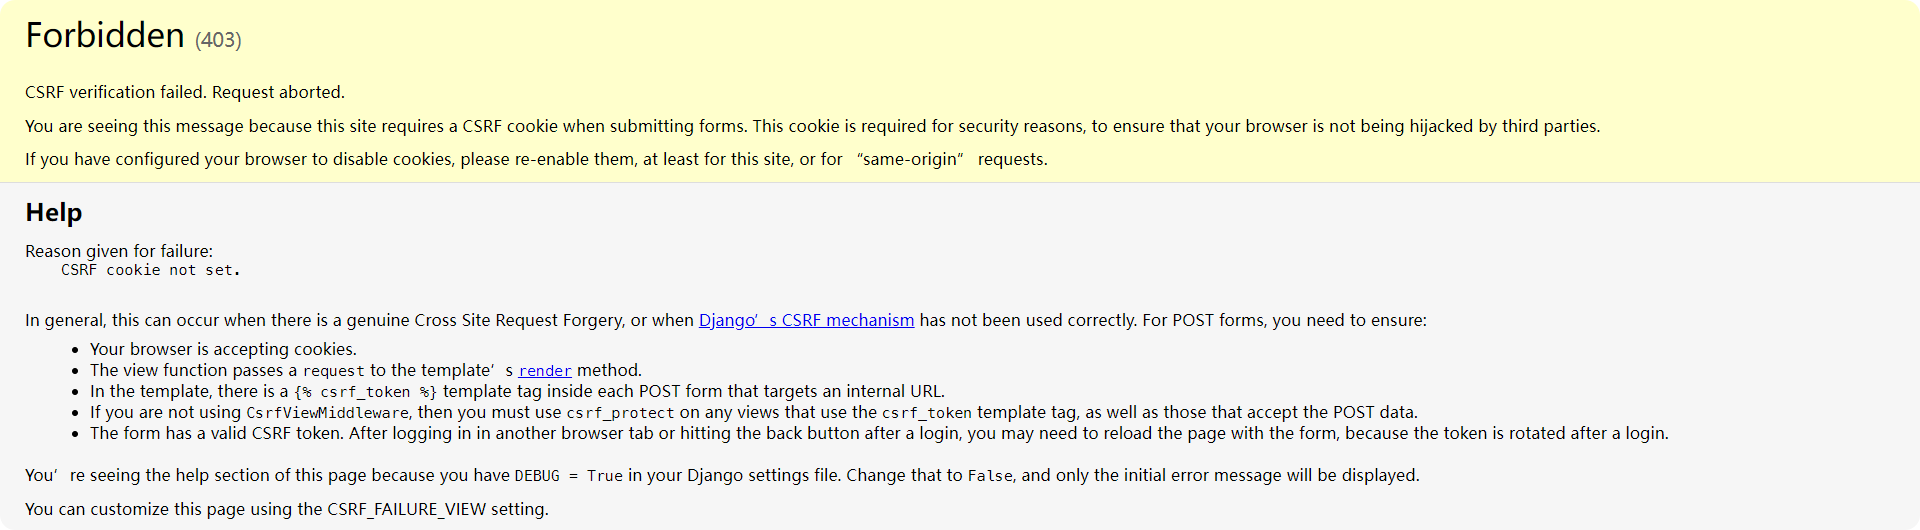 Forbidden (403)
CSRF verification failed. Request aborted.
You are seeing this message because this site requires a CSRF cookie when submitting forms. This cookie is required for security reasons, to ensure that your browser is not being hijacked by third parties.
If you have configured your browser to disable cookies, please re-enable them, at least for this site, or for “same-origin” requests.
Help
Reason given for failure:
CSRF cookie not set.
In general, this can occur when there is a genuine Cross Site Request Forgery, or when Django’s CSRF mechanism has not been used correctly. For POST forms, you need to ensure:
• Your browser is accepting cookies.
• The view function passes a request to the template’s render method.
• In the template, there is a {% csrf_token %} template tag inside each POST form that targets an internal URL.
• If you are not using CsrfViewMiddleware, then you must use csrf_protect on any views that use the csrf_token template tag, as well as those that accept the POST data.
• The form has a valid CSRF token. After logging in in another browser tab or hitting the back button after a login, you may need to reload the page with the form, because the token is rotated after a login.
You’re seeing the help section of this page because you have DEBUG = True in your Django settings file. Change that to False, and only the initial error message will be displayed.
You can customize this page using the CSRF_FAILURE_VIEW setting.